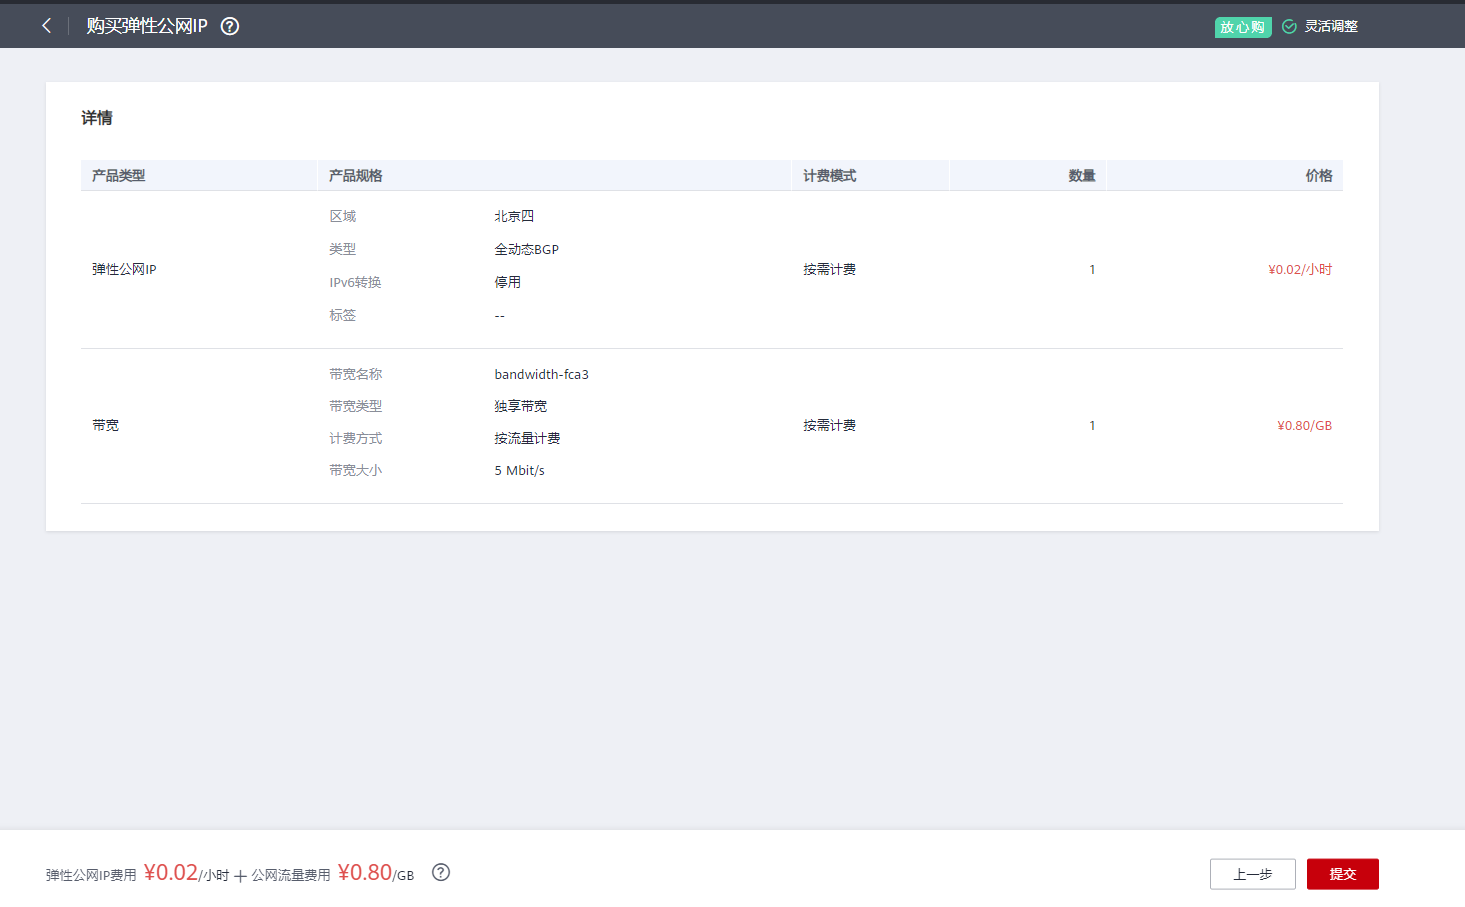 购买弹性公网IP
放心购 灵活调整
详情
产品类型 产品规格 计费模式 数量 价格
区域 北京四
类型 全动态BGP
弹性公网IP 按需计费 1 ¥0.02/小时
IPv6转换 停用
标签 --
带宽名称 bandwidth-fca3
带宽类型 独享带宽
带宽 按需计费 1 ¥0.80/GB
计费方式 按流量计费
带宽大小 5 Mbit/s
弹性公网IP费用 ¥0.02/小时 + 公网流量费用 ¥0.80/GB
上一步 提交